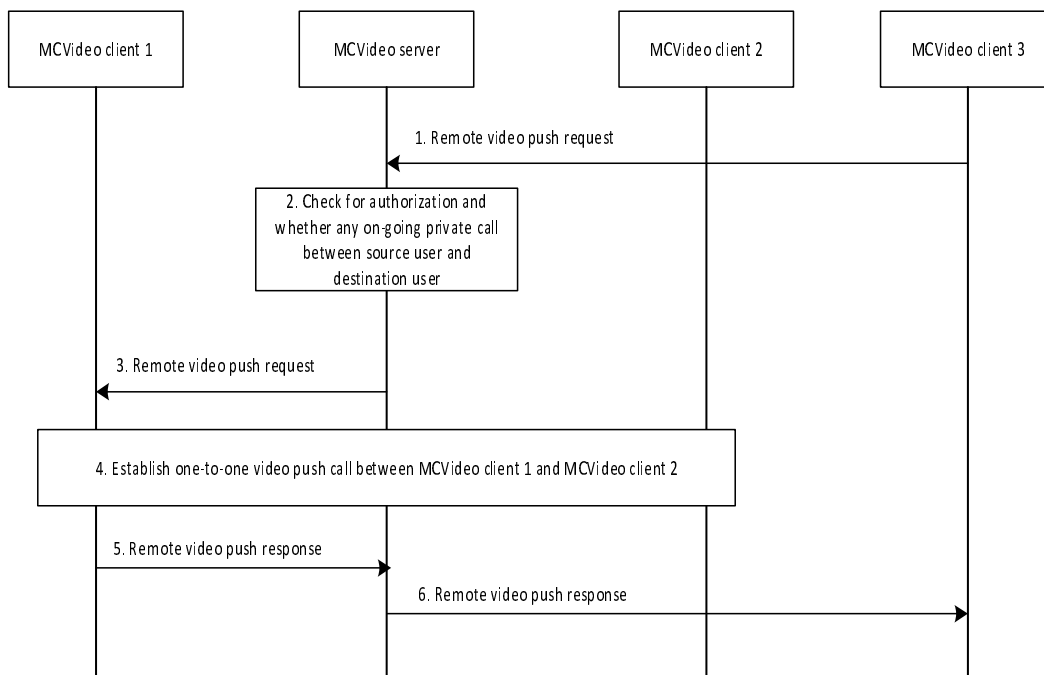 MCVideo client 1
MCVideo server
MCVideo client 2
MCVideo client 3
1. Remote video push request
2. Check for authorization and
whether any on-going private call
between source user and
destination user
3. Remote video push request
4. Establish one-to-one video push call between MCVideo client 1 and MCVideo client 2
5. Remote video push response
6. Remote video push response